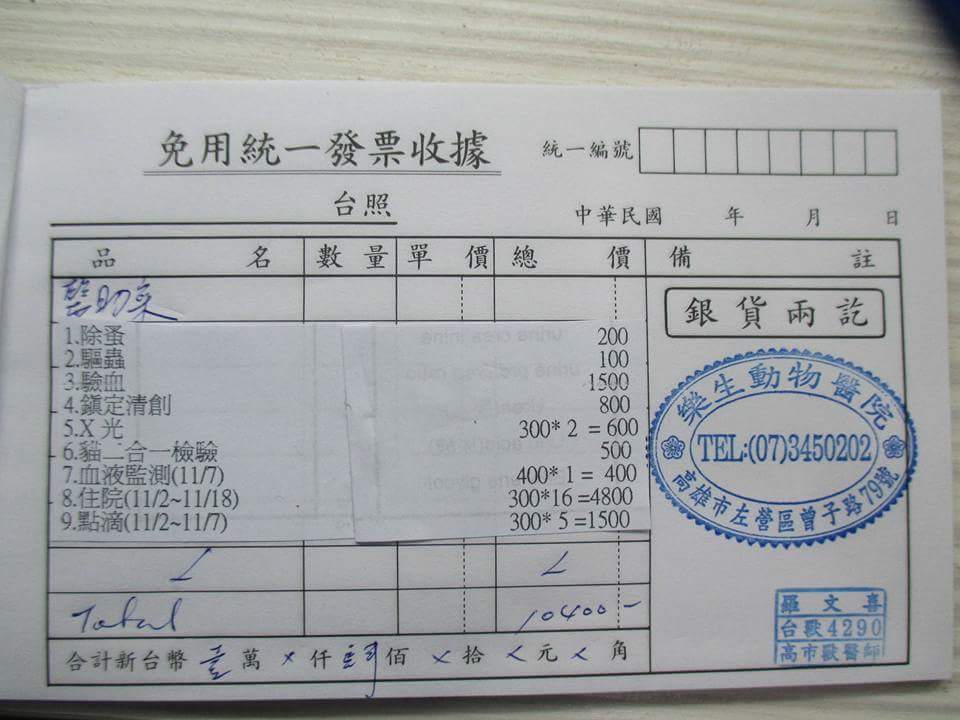 免用統一發票收據
統一編號
台照
中華民國 年 月 日
品名 數量 單價 總價 備註
銀貨兩訖
1.除蚤 200
2.驅蟲 100
3.驗血 1500
4.鎮定清創 800
5.X光 300* 2 = 600
6.貓二合一檢驗 500
7.血液監測(11/7) 400* 1 = 400
8.住院(11/2~11/18) 300*16 =4800
9.點滴(11/2~11/7) 300* 5 =1500
樂生動物醫院
TEL:(07)3450202
高雄市左營區曾子路79號
Total 10400-
羅文喜
台獸4290
高市獸醫師
合計新台幣壹萬×仟肆佰×拾×元×角